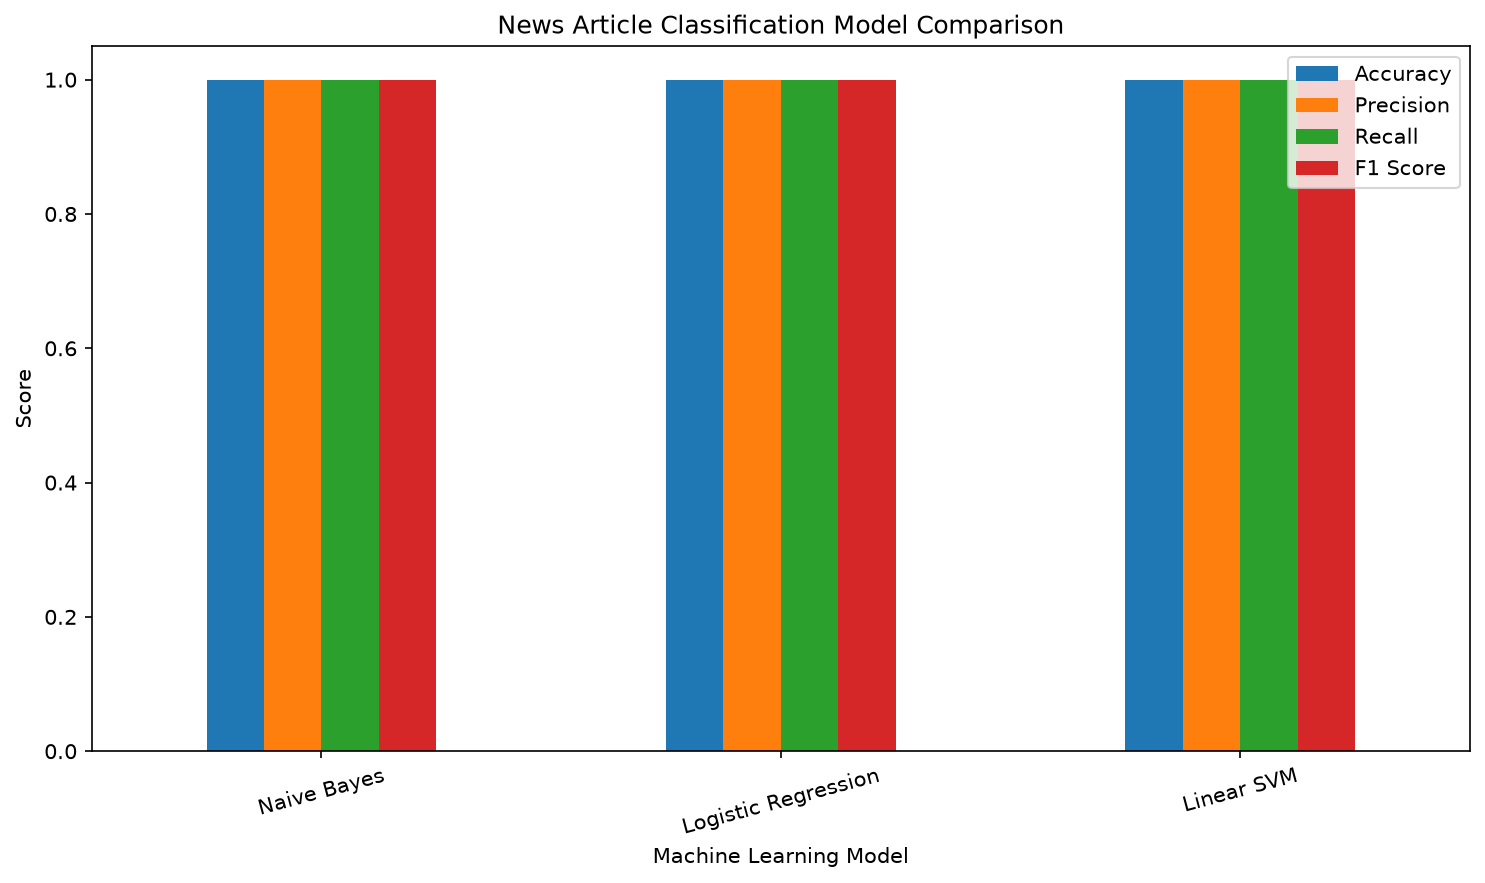 News Article Classification Model Comparison
Accuracy
Precision
Recall
F1 Score
Score
1.0
0.8
0.6
0.4
0.2
0.0
Naive Bayes
Logistic Regression
Linear SVM
Machine Learning Model